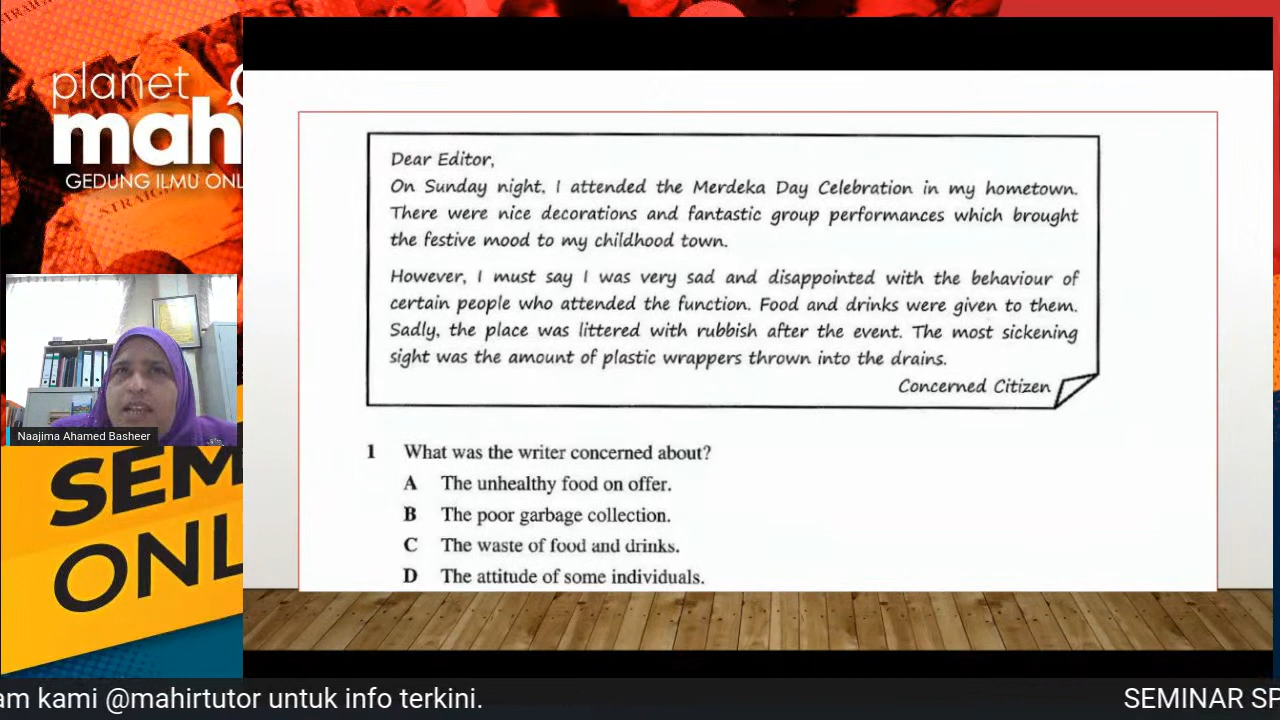 planet
mah
GEDUNG ILMU ONL
Dear Editor,
On Sunday night, I attended the Merdeka Day Celebration in my hometown.
There were nice decorations and fantastic group performances which brought
the festive mood to my childhood town.
However, I must say I was very sad and disappointed with the behaviour of
certain people who attended the function. Food and drinks were given to them.
Sadly, the place was littered with rubbish after the event. The most sickening
sight was the amount of plastic wrappers thrown into the drains.
Concerned Citizen
1 What was the writer concerned about?
A The unhealthy food on offer.
B The poor garbage collection.
C The waste of food and drinks.
D The attitude of some individuals.
Naajima Ahamed Basheer
SEM
ONL
am kami @mahirtutor untuk info terkini.
SEMINAR SP